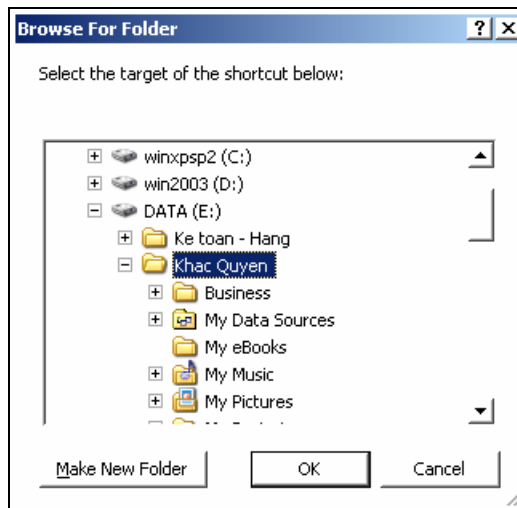 Browse For Folder
Select the target of the shortcut below:
winxpsp2 (C:)
win2003 (D:)
DATA (E:)
Ke toan - Hang
Khac Quyen
Business
My Data Sources
My eBooks
My Music
My Pictures
Make New Folder
OK
Cancel